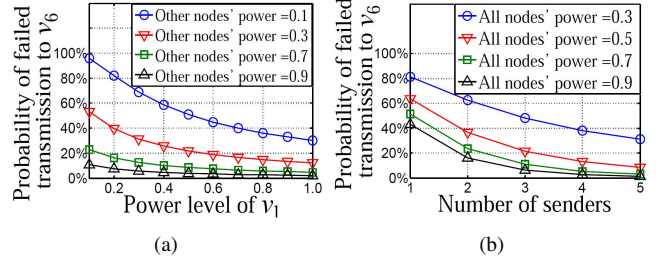 Probability of failed
transmission to v6
Other nodes' power =0.1
Other nodes' power =0.3
Other nodes' power =0.7
Other nodes' power =0.9
100%
80%
60%
40%
20%
0%
0.2 0.4 0.6 0.8 1.0
Power level of v1
(a)
Probability of failed
transmission to v6
All nodes' power =0.3
All nodes' power =0.5
All nodes' power =0.7
All nodes' power =0.9
100%
80%
60%
40%
20%
0%
1 2 3 4 5
Number of senders
(b)